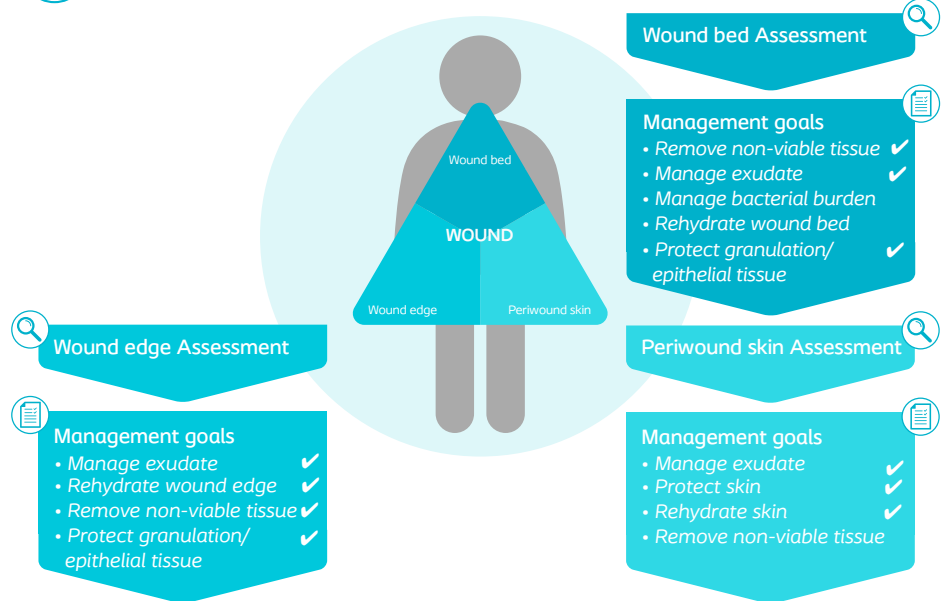 Wound bed Assessment
Management goals
• Remove non-viable tissue ✔
• Manage exudate ✔
• Manage bacterial burden
• Rehydrate wound bed
• Protect granulation/ ✔
epithelial tissue
Wound bed
WOUND
Wound edge
Periwound skin
Wound edge Assessment
Management goals
• Manage exudate ✔
• Rehydrate wound edge ✔
• Remove non-viable tissue ✔
• Protect granulation/ ✔
epithelial tissue
Periwound skin Assessment
Management goals
• Manage exudate ✔
• Protect skin ✔
• Rehydrate skin ✔
• Remove non-viable tissue